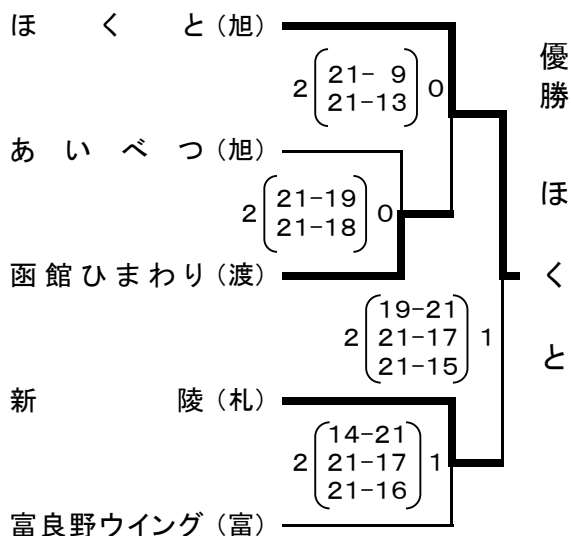 ほくと（旭）
2 21- 9 0
21-13
あいべつ（旭）
2 21-19 0
21-18
函館ひまわり（渡）
19-21
2 21-17 1
21-15
新陵（札）
14-21
2 21-17 1
21-16
富良野ウイング（富）
優勝 ほくと